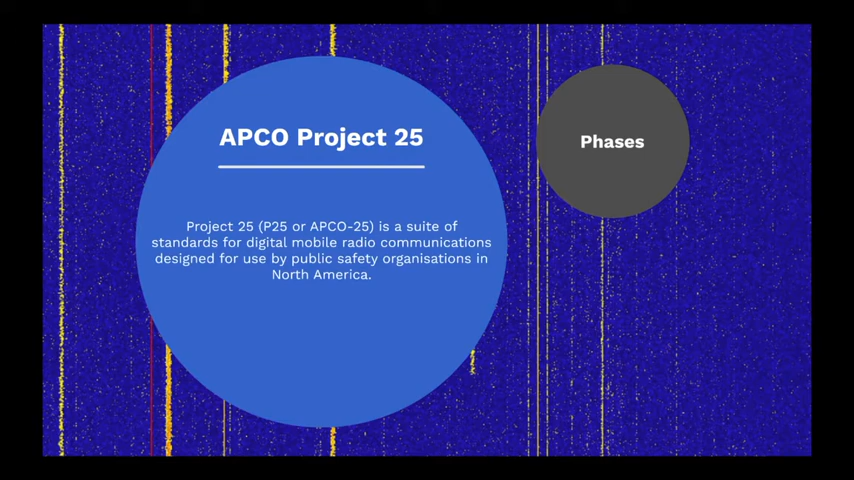 APCO Project 25
Project 25 (P25 or APCO-25) is a suite of
standards for digital mobile radio communications
designed for use by public safety organisations in
North America.
Phases